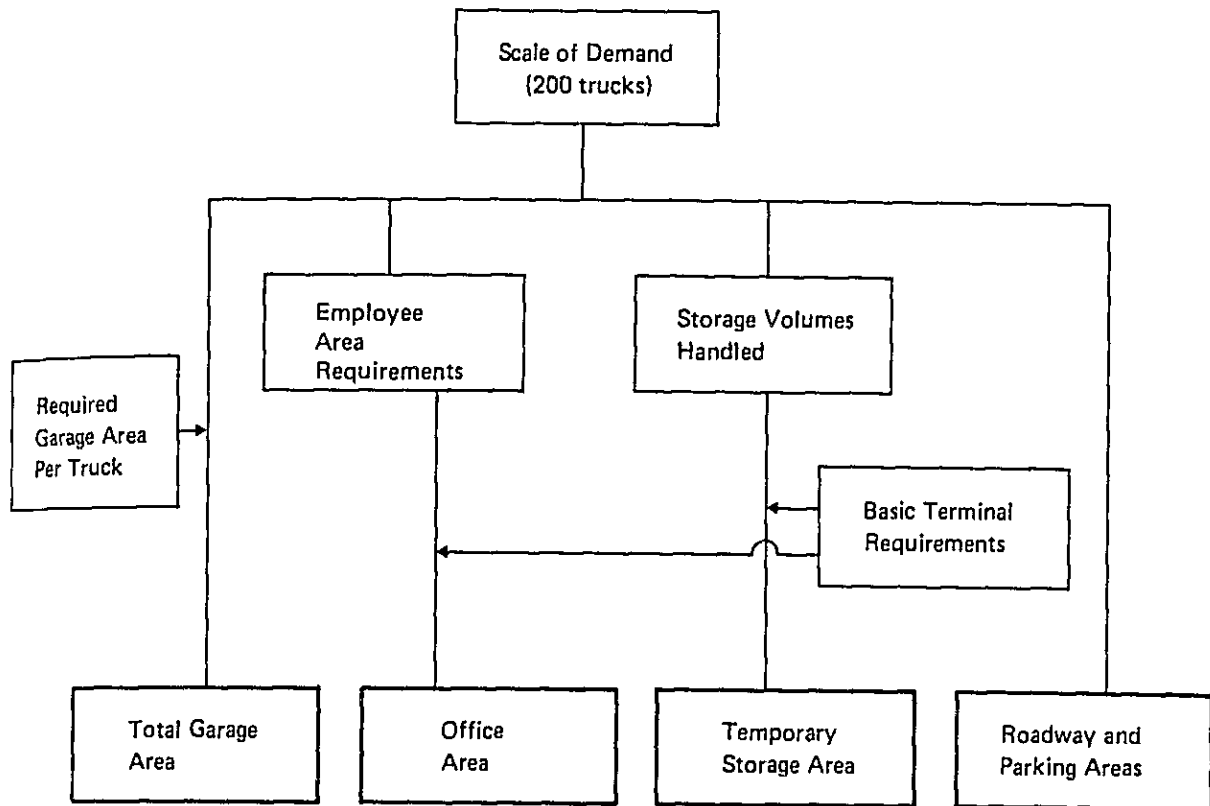 Scale of Demand
(200 trucks)
Employee
Area
Requirements
Storage Volumes
Handled
Required
Garage Area
Per Truck
Basic Terminal
Requirements
Total Garage
Area
Office
Area
Temporary
Storage Area
Roadway and
Parking Areas